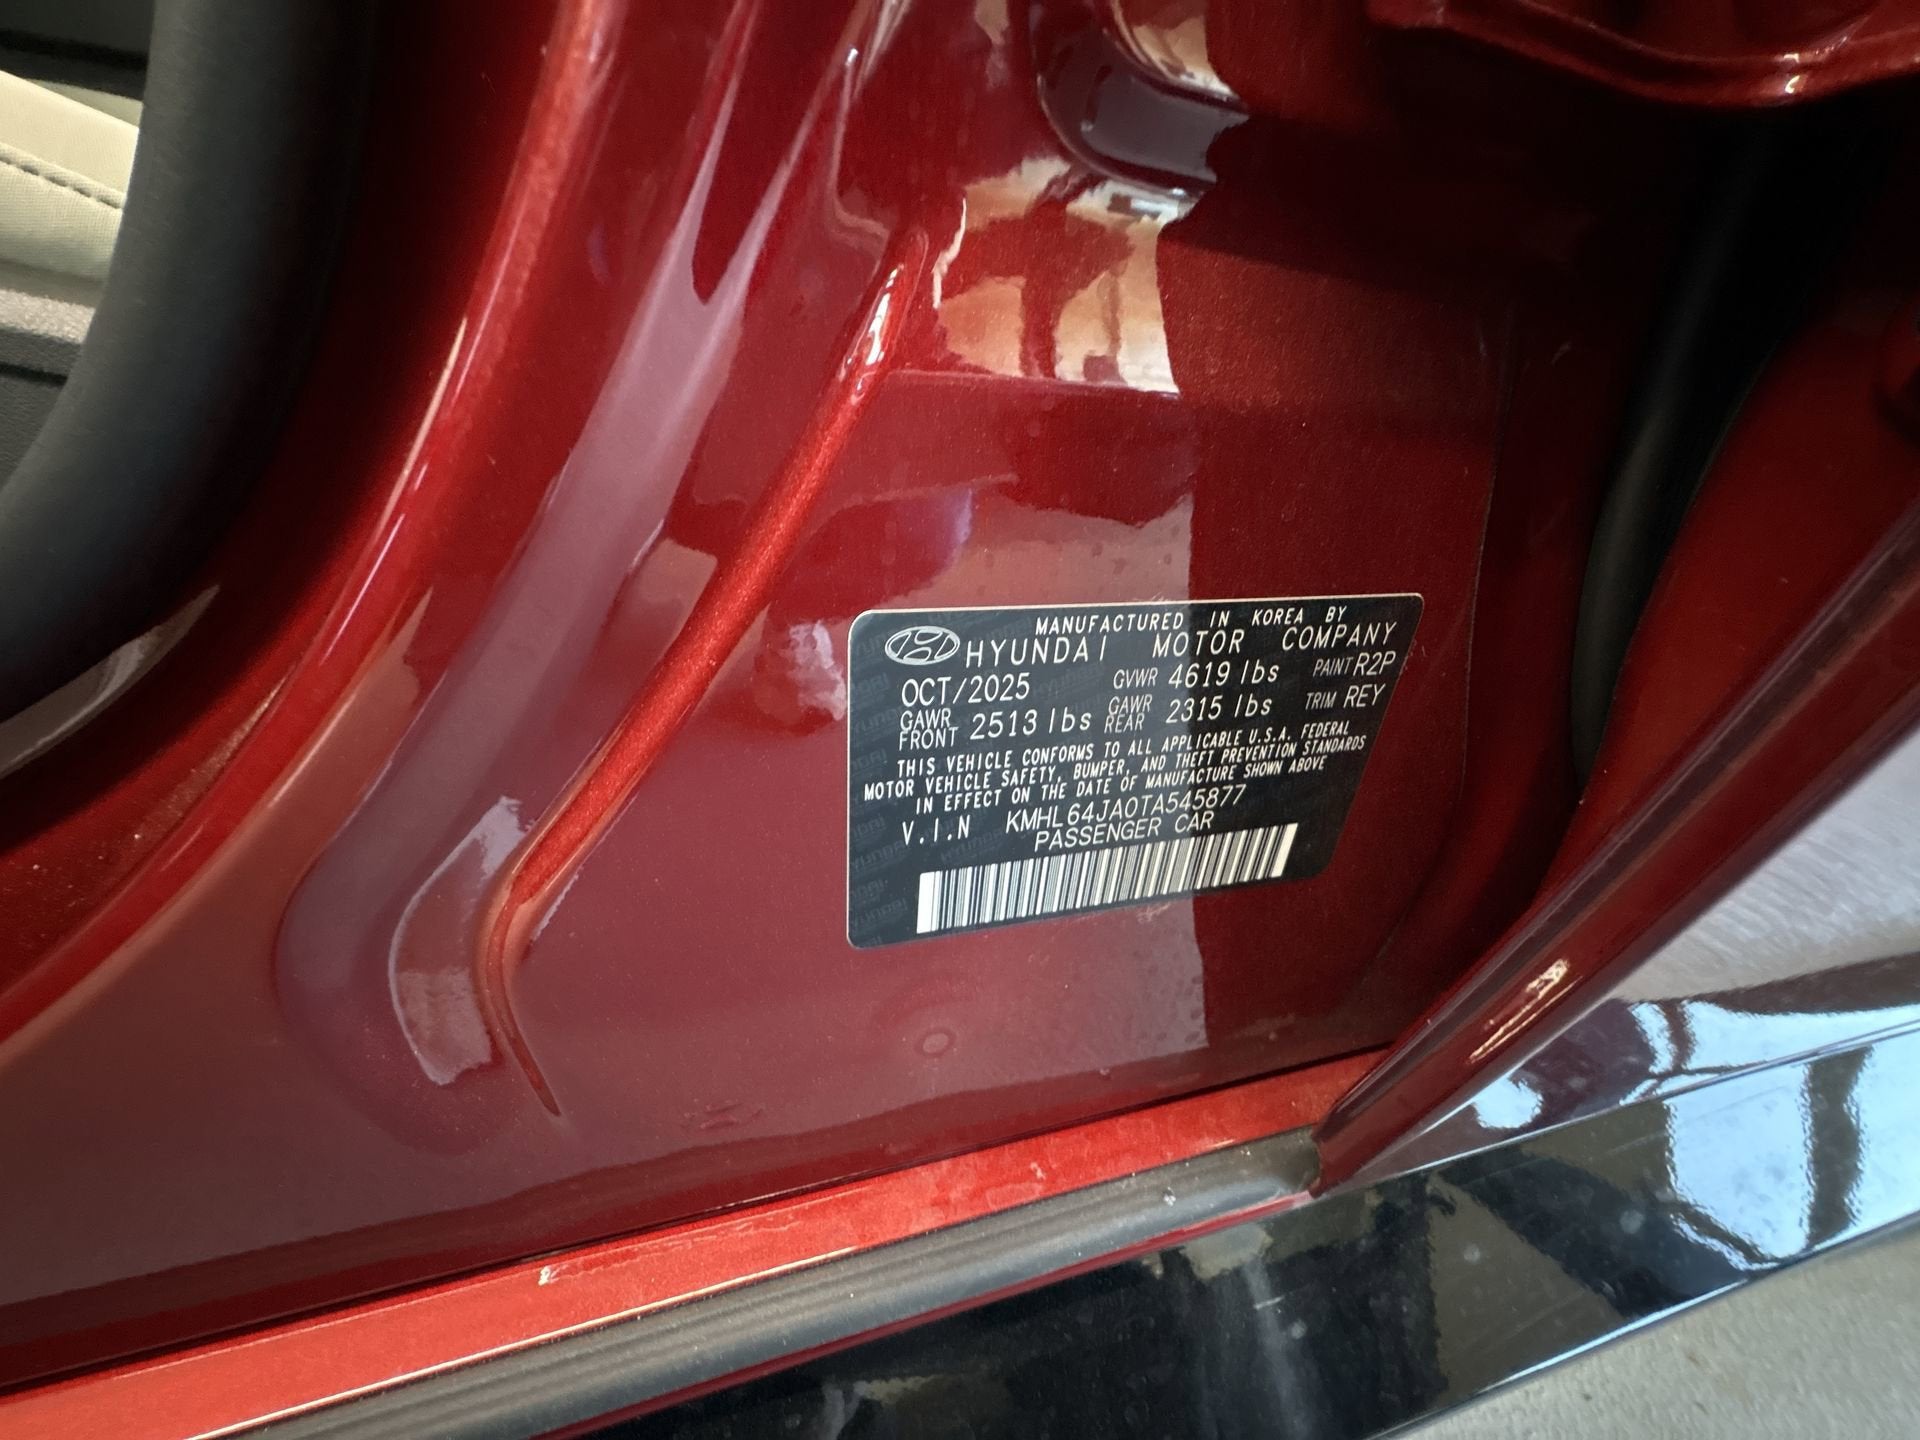 MANUFACTURED IN KOREA BY
HYUNDAI MOTOR COMPANY
OCT/2025 GVWR 4619 lbs PAINT R2P
GAWR FRONT 2513 lbs GAWR REAR 2315 lbs TRIM REY
THIS VEHICLE CONFORMS TO ALL APPLICABLE U.S.A. FEDERAL
MOTOR VEHICLE SAFETY, BUMPER, AND THEFT PREVENTION STANDARDS
IN EFFECT ON THE DATE OF MANUFACTURE SHOWN ABOVE
V.I.N KMHL64JA0TA545877
PASSENGER CAR